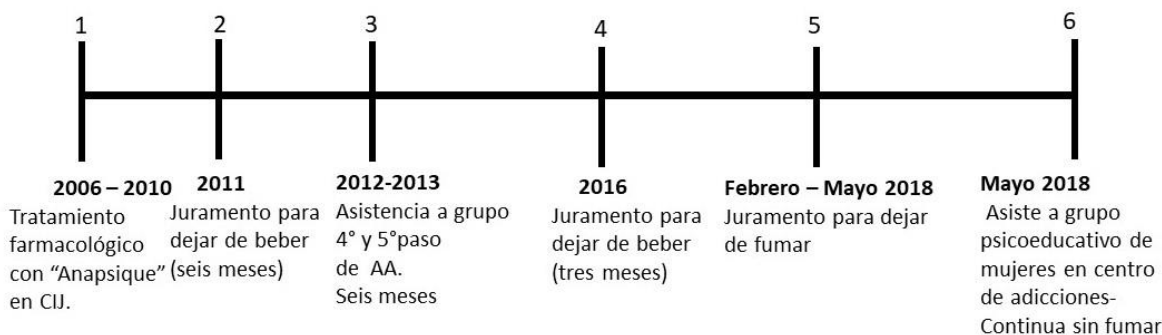 1
2
3
4
5
6
2006 – 2010
Tratamiento
farmacológico
con “Anapsique”
en CIJ.
2011
Juramento para
dejar de beber
(seis meses)
2012-2013
Asistencia a grupo
4° y 5°paso
de AA.
Seis meses
2016
Juramento para
dejar de beber
(tres meses)
Febrero – Mayo 2018
Juramento para dejar
de fumar
Mayo 2018
Asiste a grupo
psicoeducativo de
mujeres en centro
de adicciones-
Continua sin fumar